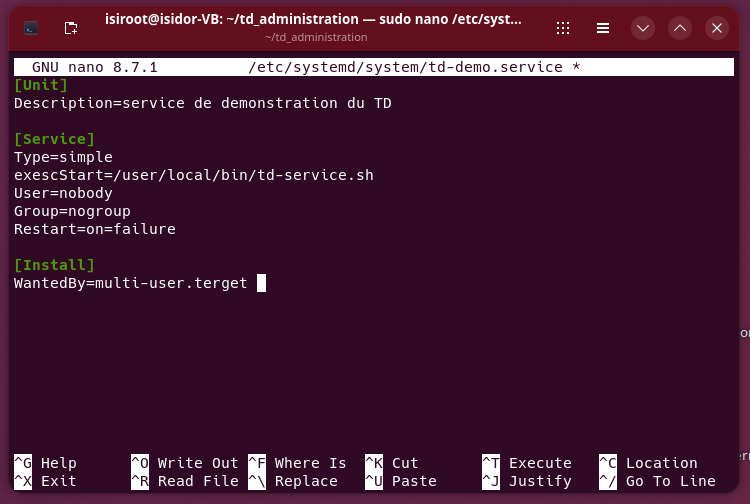 isiroot@isidor-VB: ~/td_administration — sudo nano /etc/syst...
~/td_administration
GNU nano 8.7.1 /etc/systemd/system/td-demo.service *
[Unit]
Description=service de demonstration du TD
[Service]
Type=simple
exescStart=/user/local/bin/td-service.sh
User=nobody
Group=nogroup
Restart=on=failure
[Install]
WantedBy=multi-user.terget
^G Help ^O Write Out ^F Where Is ^K Cut ^T Execute ^C Location
^X Exit ^R Read File ^\ Replace ^U Paste ^J Justify ^/ Go To Line